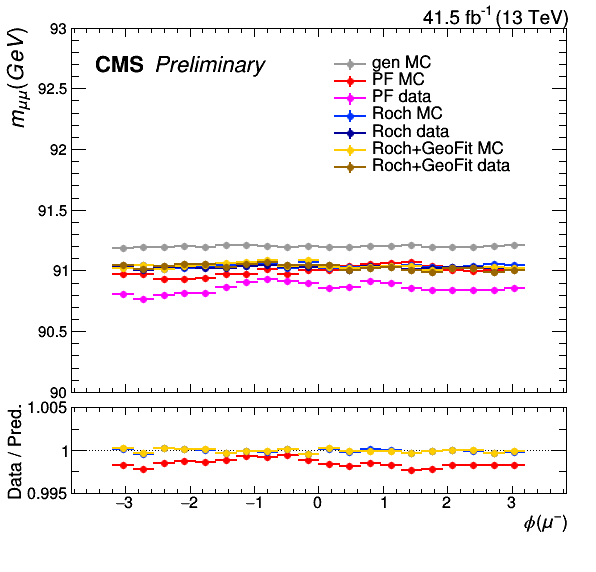 41.5 fb⁻¹ (13 TeV)
m_μμ (GeV)
CMS Preliminary
gen MC
PF MC
PF data
Roch MC
Roch data
Roch+GeoFit MC
Roch+GeoFit data
93
92.5
92
91.5
91
90.5
90
Data / Pred.
1.005
1
0.995
−3 −2 −1 0 1 2 3
ϕ(μ⁻)